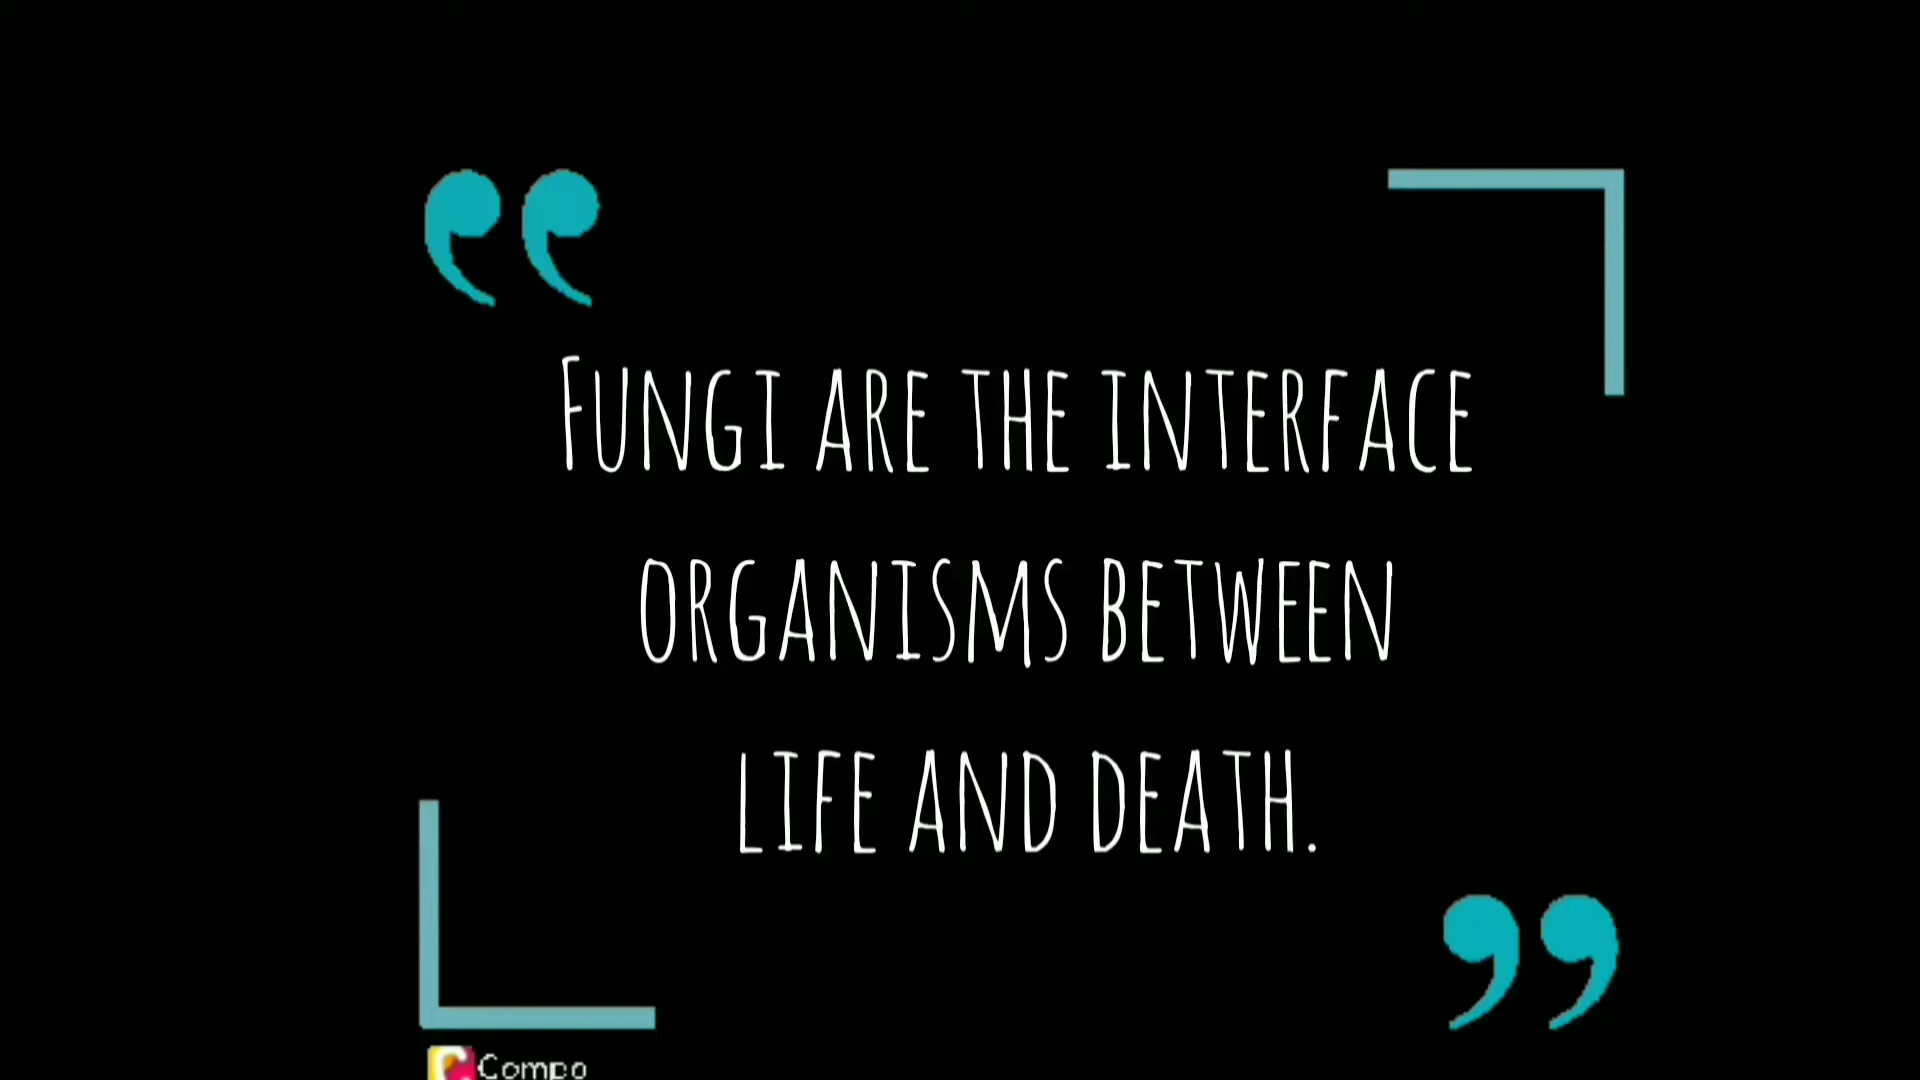 Fungi are the interface
organisms between
life and death.
Compo